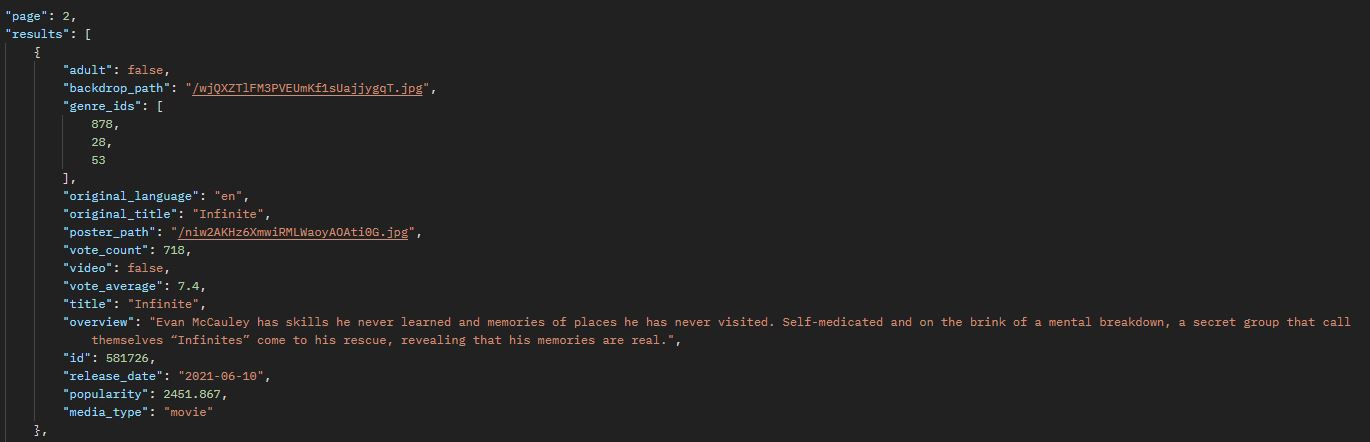 "page": 2,
"results": [
{
"adult": false,
"backdrop_path": "/wjQXZTlFM3PVEUmKf1sUajjygqT.jpg",
"genre_ids": [
878,
28,
53
],
"original_language": "en",
"original_title": "Infinite",
"poster_path": "/niw2AKHz6XmwiRMLWaoyAOAti0G.jpg",
"vote_count": 718,
"video": false,
"vote_average": 7.4,
"title": "Infinite",
"overview": "Evan McCauley has skills he never learned and memories of places he has never visited. Self-medicated and on the brink of a mental breakdown, a secret group that call
themselves “Infinites” come to his rescue, revealing that his memories are real.",
"id": 581726,
"release_date": "2021-06-10",
"popularity": 2451.867,
"media_type": "movie"
},